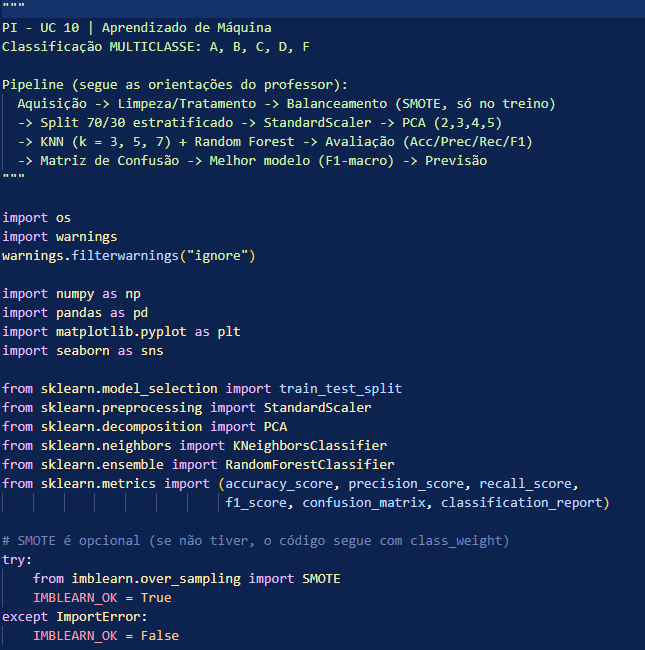 """
PI - UC 10 | Aprendizado de Máquina
Classificação MULTICLASSE: A, B, C, D, F

Pipeline (segue as orientações do professor):
  Aquisição -> Limpeza/Tratamento -> Balanceamento (SMOTE, só no treino)
  -> Split 70/30 estratificado -> StandardScaler -> PCA (2,3,4,5)
  -> KNN (k = 3, 5, 7) + Random Forest -> Avaliação (Acc/Prec/Rec/F1)
  -> Matriz de Confusão -> Melhor modelo (F1-macro) -> Previsão
"""

import os
import warnings
warnings.filterwarnings("ignore")

import numpy as np
import pandas as pd
import matplotlib.pyplot as plt
import seaborn as sns

from sklearn.model_selection import train_test_split
from sklearn.preprocessing import StandardScaler
from sklearn.decomposition import PCA
from sklearn.neighbors import KNeighborsClassifier
from sklearn.ensemble import RandomForestClassifier
from sklearn.metrics import (accuracy_score, precision_score, recall_score,
                             f1_score, confusion_matrix, classification_report)

# SMOTE é opcional (se não tiver, o código segue com class_weight)
try:
    from imblearn.over_sampling import SMOTE
    IMBLEARN_OK = True
except ImportError:
    IMBLEARN_OK = False